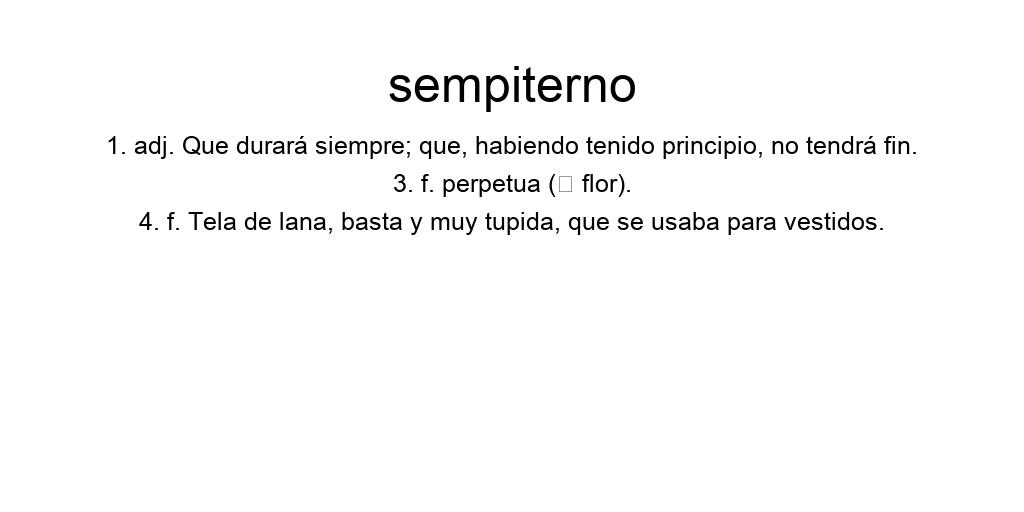 sempiterno
1. adj. Que durará siempre; que, habiendo tenido principio, no tendrá fin.
3. f. perpetua (▯ flor).
4. f. Tela de lana, basta y muy tupida, que se usaba para vestidos.